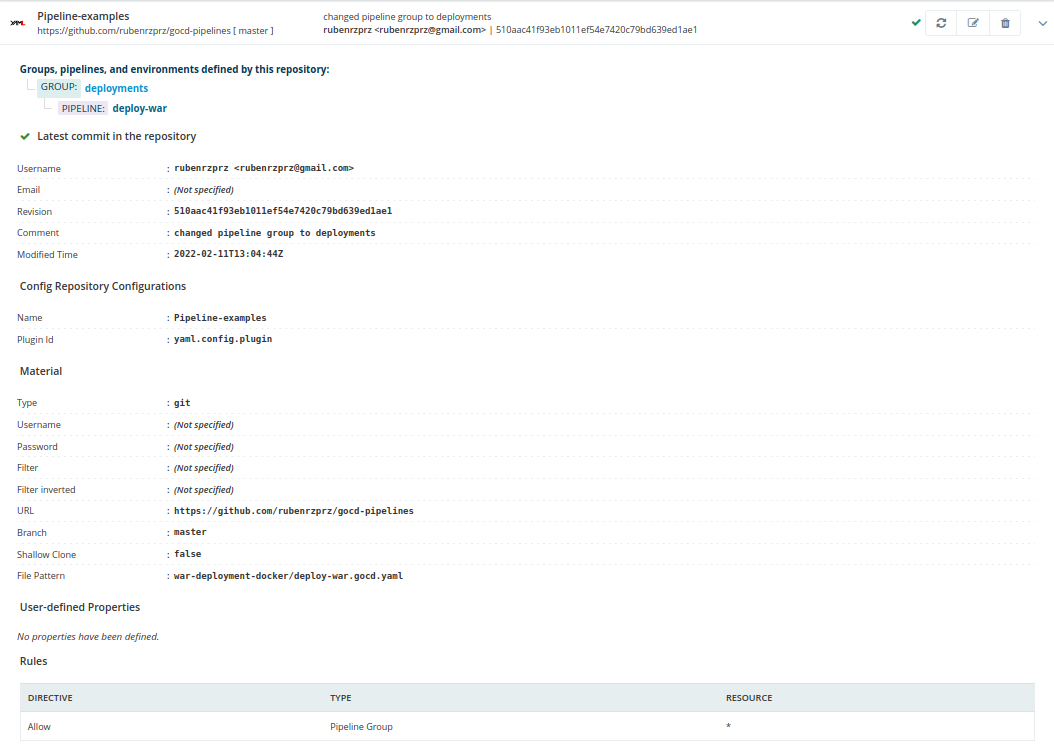 YAML
Pipeline-examples
https://github.com/rubenrzprz/gocd-pipelines [ master ]
changed pipeline group to deployments
rubenrzprz <rubenrzprz@gmail.com> | 510aac41f93eb1011ef54e7420c79bd639ed1ae1
Groups, pipelines, and environments defined by this repository:
GROUP: deployments
PIPELINE: deploy-war
Latest commit in the repository
Username : rubenrzprz <rubenrzprz@gmail.com>
Email : (Not specified)
Revision : 510aac41f93eb1011ef54e7420c79bd639ed1ae1
Comment : changed pipeline group to deployments
Modified Time : 2022-02-11T13:04:44Z
Config Repository Configurations
Name : Pipeline-examples
Plugin Id : yaml.config.plugin
Material
Type : git
Username : (Not specified)
Password : (Not specified)
Filter : (Not specified)
Filter inverted : (Not specified)
URL : https://github.com/rubenrzprz/gocd-pipelines
Branch : master
Shallow Clone : false
File Pattern : war-deployment-docker/deploy-war.gocd.yaml
User-defined Properties
No properties have been defined.
Rules
DIRECTIVE TYPE RESOURCE
Allow Pipeline Group *